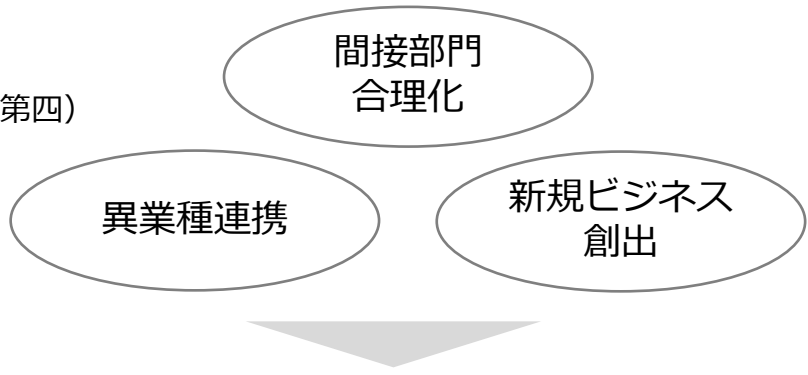 間接部門
合理化
第四）
異業種連携
新規ビジネス
創出